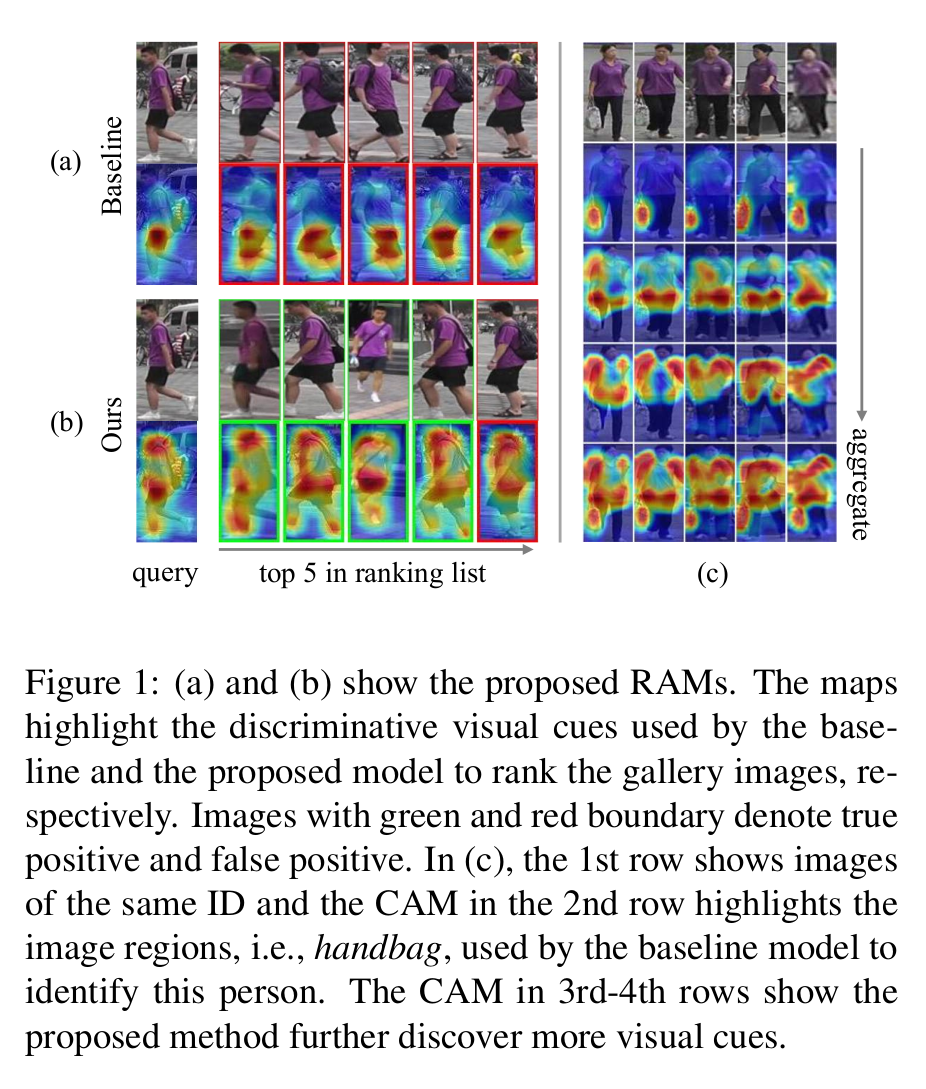 (a)
Baseline
(b)
Ours
query
top 5 in ranking list
(c)
aggregate
Figure 1: (a) and (b) show the proposed RAMs. The maps
highlight the discriminative visual cues used by the base-
line and the proposed model to rank the gallery images, re-
spectively. Images with green and red boundary denote true
positive and false positive. In (c), the 1st row shows images
of the same ID and the CAM in the 2nd row highlights the
image regions, i.e., handbag, used by the baseline model to
identify this person. The CAM in 3rd-4th rows show the
proposed method further discover more visual cues.